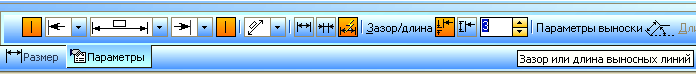 Зазор/длина 3 Параметры выноски
Размер Параметры
Зазор или длина выносных линий